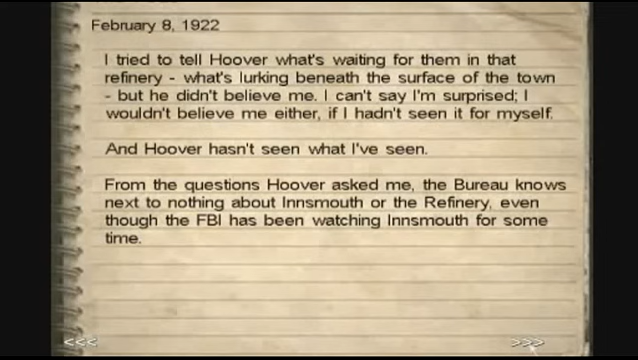 February 8, 1922
I tried to tell Hoover what's waiting for them in that
refinery - what's lurking beneath the surface of the town
- but he didn't believe me. I can't say I'm surprised; I
wouldn't believe me either, if I hadn't seen it for myself.
And Hoover hasn't seen what I've seen.
From the questions Hoover asked me, the Bureau knows
next to nothing about Innsmouth or the Refinery, even
though the FBI has been watching Innsmouth for some
time.
<<< >>>